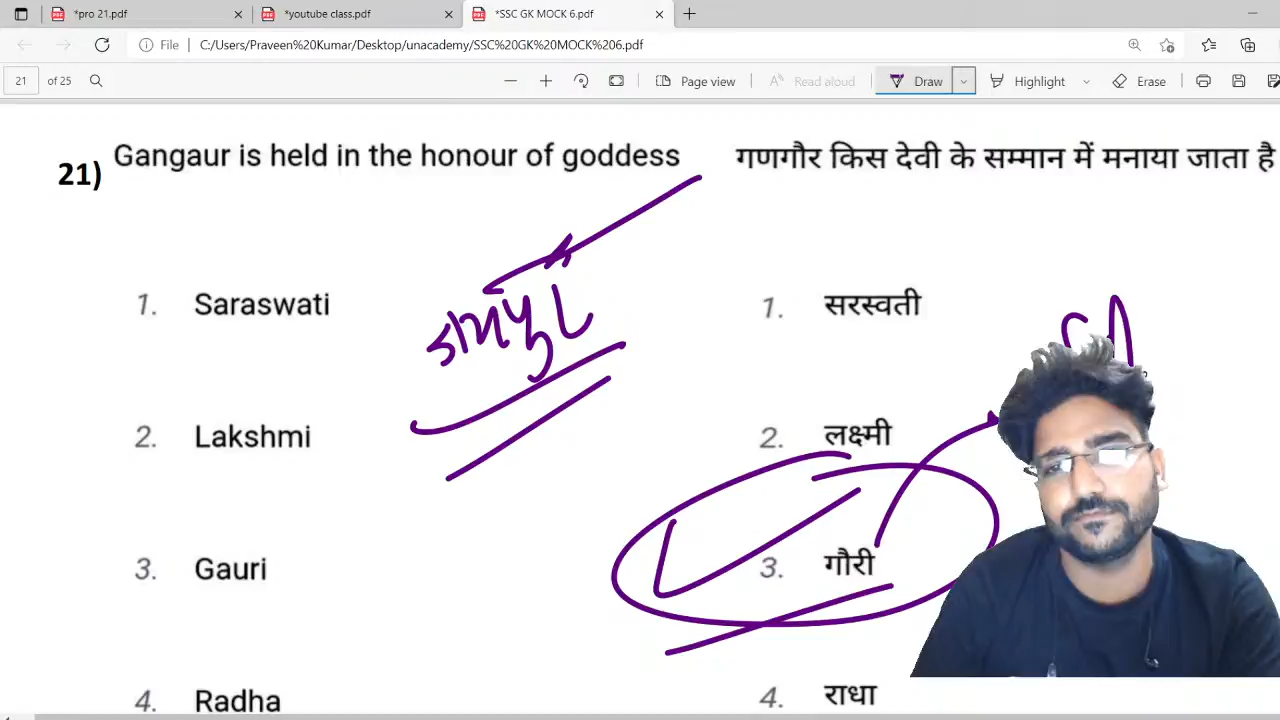 *pro 21.pdf
*youtube class.pdf
*SSC GK MOCK 6.pdf
File C:/Users/Praveen%20Kumar/Desktop/unacademy/SSC%20GK%20MOCK%206.pdf
21 of 25 Page view Read aloud Draw Highlight Erase
21) Gangaur is held in the honour of goddess
गणगौर किस देवी के सम्मान में मनाया जाता है
1. Saraswati
1. सरस्वती
2. Lakshmi
2. लक्ष्मी
3. Gauri
3. गौरी
4. Radha
4. राधा